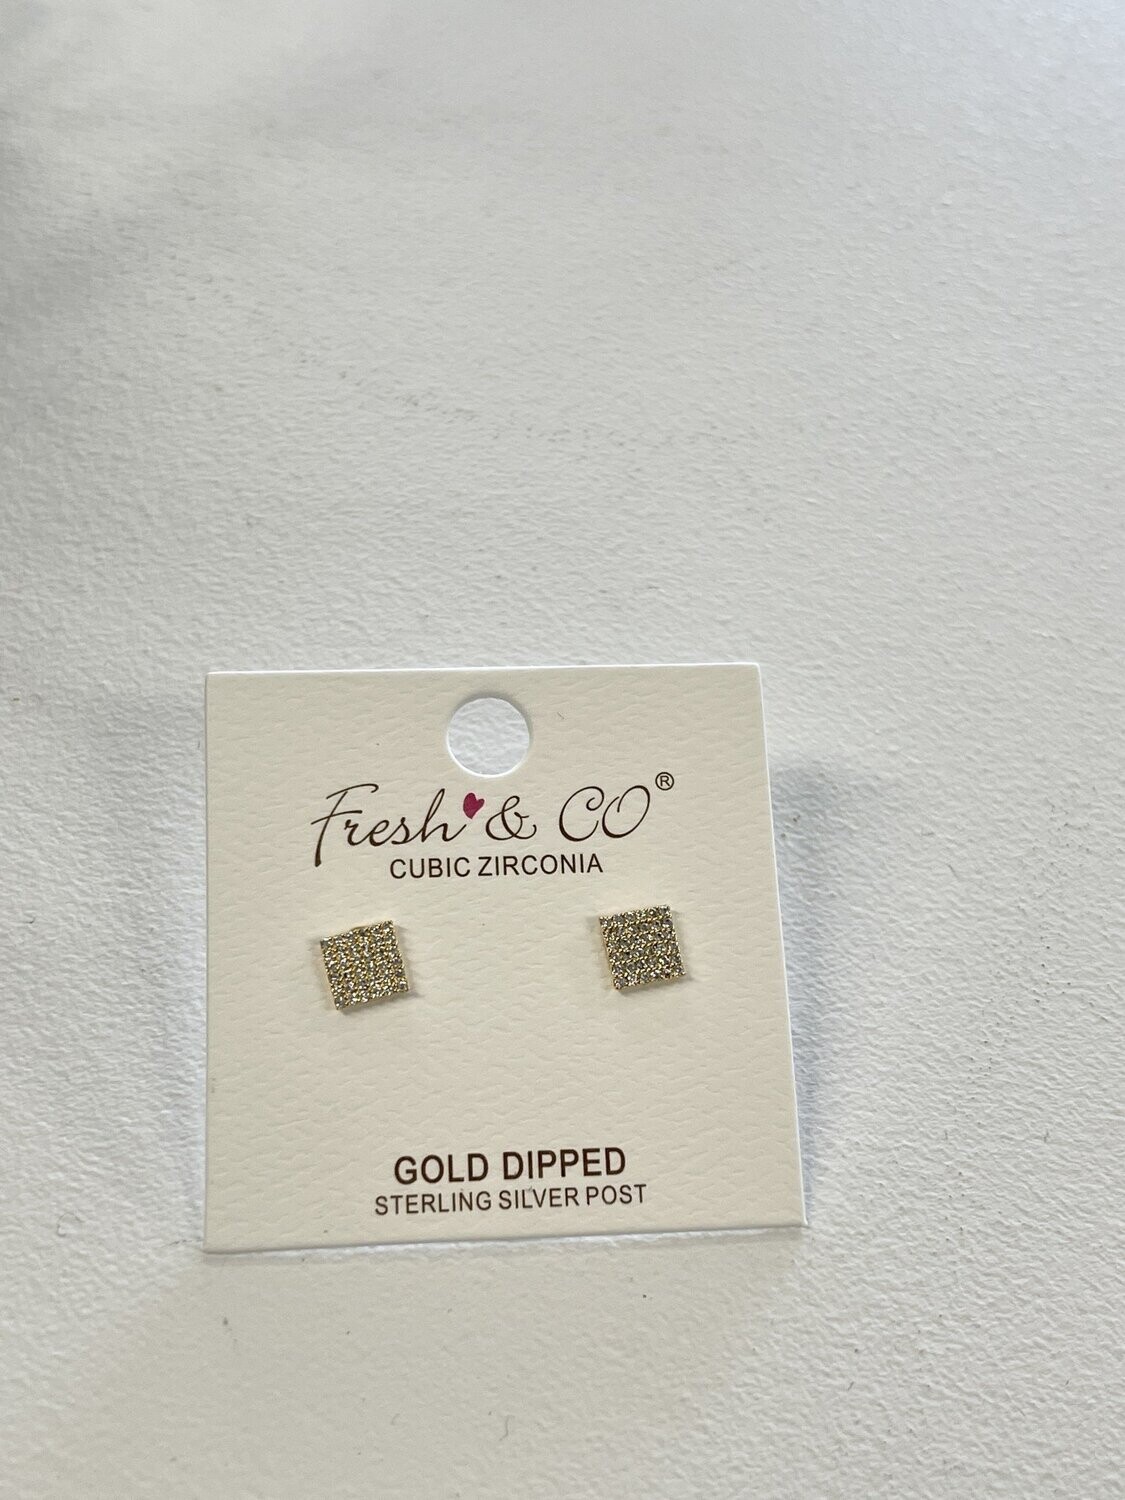 Fresh & CO®
CUBIC ZIRCONIA
GOLD DIPPED
STERLING SILVER POST